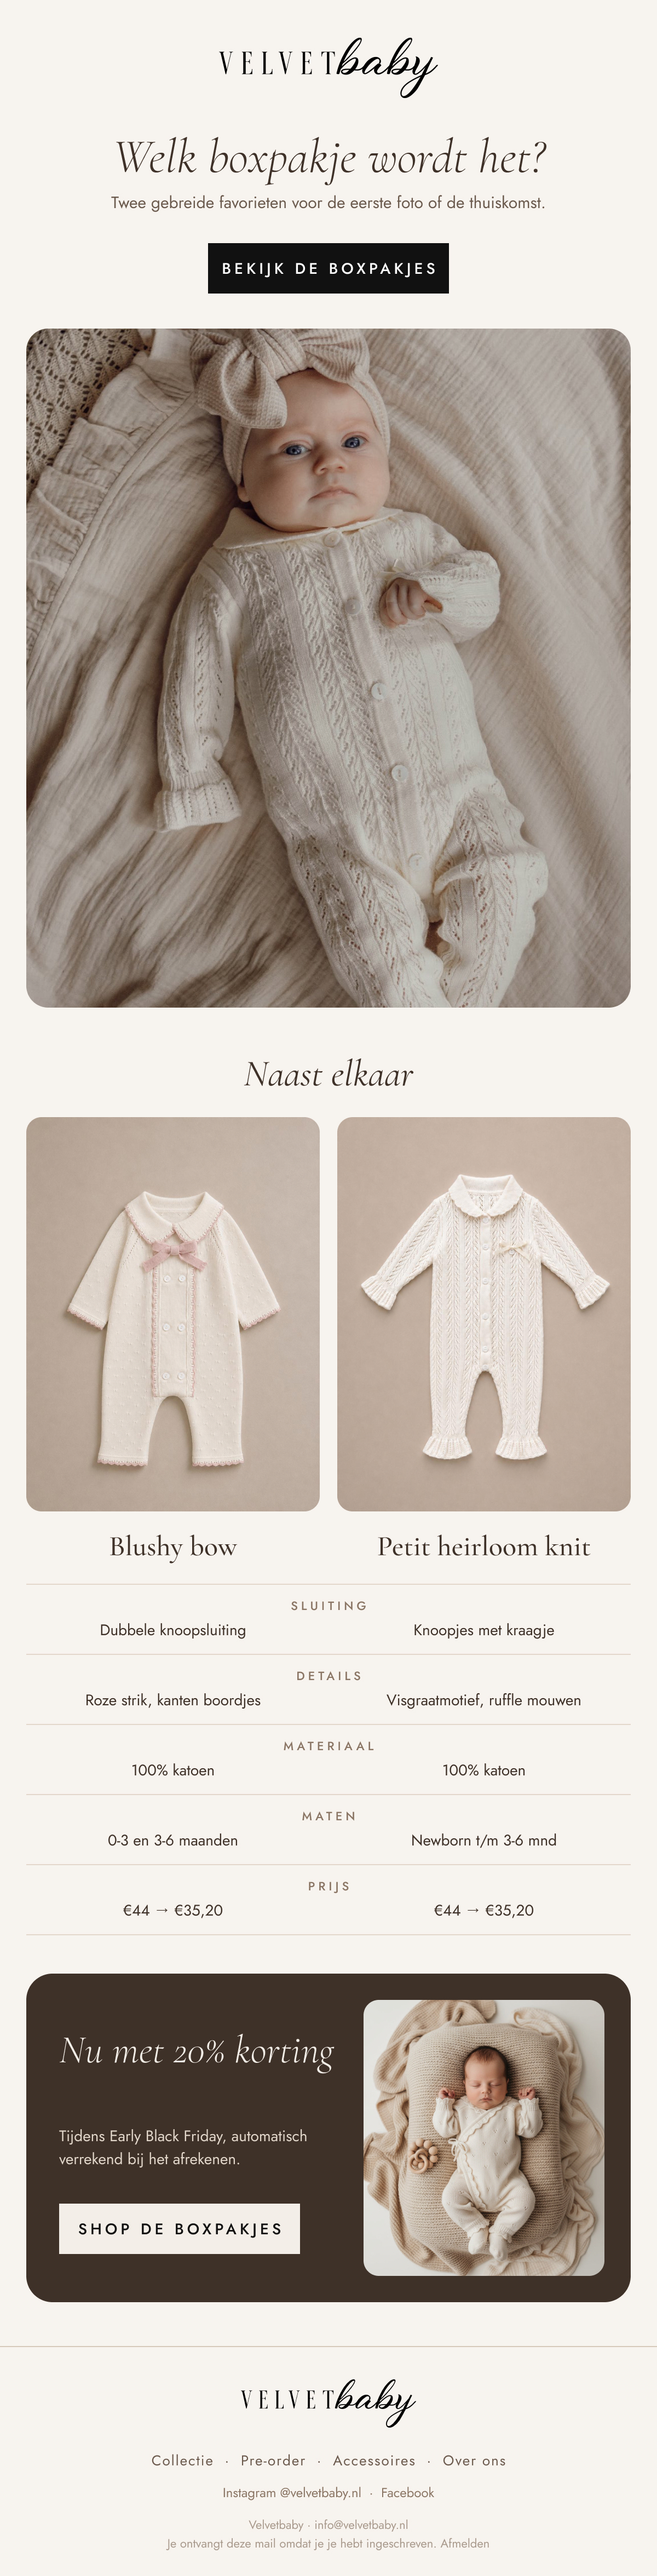 VELVETbaby
Welk boxpakje wordt het?
Twee gebreide favorieten voor de eerste foto of de thuiskomst.
BEKIJK DE BOXPAKJES
Naast elkaar
Blushy bow
Petit heirloom knit
SLUITING
Dubbele knoopsluiting
Knoopjes met kraagje
DETAILS
Roze strik, kanten boordjes
Visgraatmotief, ruffle mouwen
MATERIAAL
100% katoen
100% katoen
MATEN
0-3 en 3-6 maanden
Newborn t/m 3-6 mnd
PRIJS
€44 → €35,20
€44 → €35,20
Nu met 20% korting
Tijdens Early Black Friday, automatisch
verrekend bij het afrekenen.
SHOP DE BOXPAKJES
VELVETbaby
Collectie · Pre-order · Accessoires · Over ons
Instagram @velvetbaby.nl · Facebook
Velvetbaby · info@velvetbaby.nl
Je ontvangt deze mail omdat je je hebt ingeschreven. Afmelden